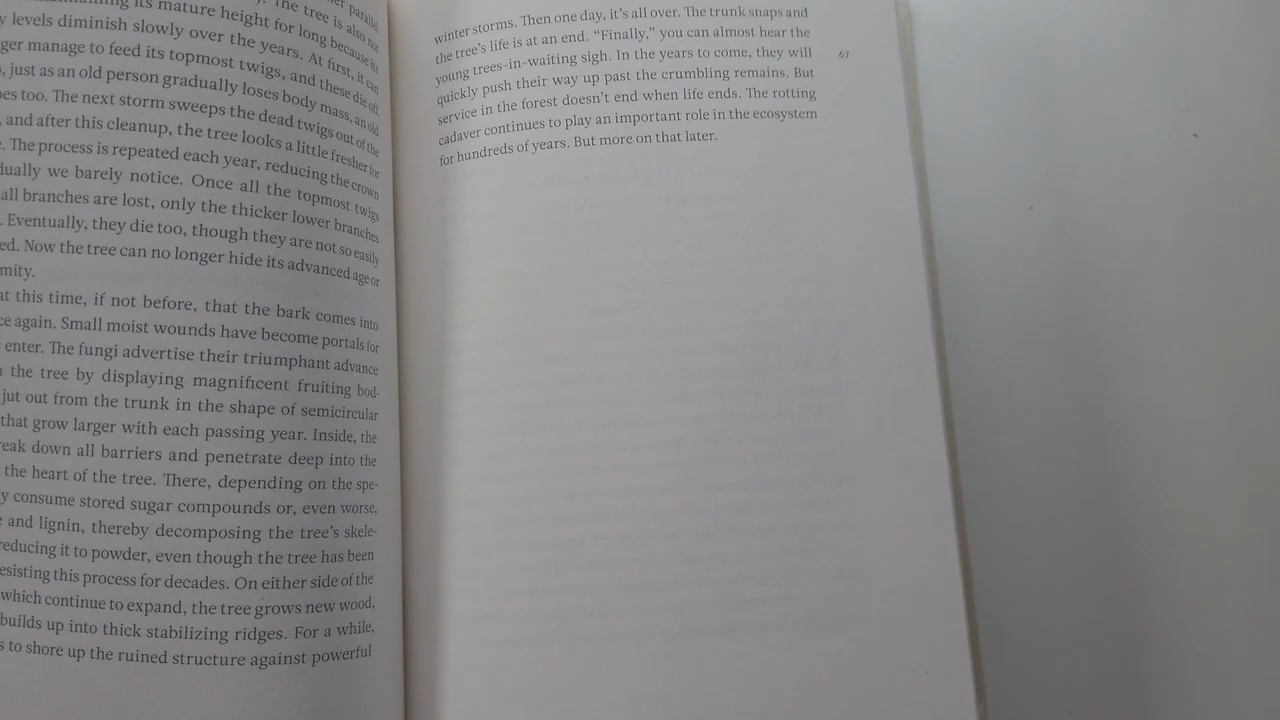 its mature height for long because its
y levels diminish slowly over the years. At first, it can
ger manage to feed its topmost twigs, and these die off.
, just as an old person gradually loses body mass, an old
oes too. The next storm sweeps the dead twigs out of the
, and after this cleanup, the tree looks a little fresher for
. The process is repeated each year, reducing the crown
dually we barely notice. Once all the topmost twigs
all branches are lost, only the thicker lower branches
. Eventually, they die too, though they are not so easily
ed. Now the tree can no longer hide its advanced age or
mity.
at this time, if not before, that the bark comes into
ce again. Small moist wounds have become portals for
enter. The fungi advertise their triumphant advance
the tree by displaying magnificent fruiting bod-
jut out from the trunk in the shape of semicircular
that grow larger with each passing year. Inside, the
reak down all barriers and penetrate deep into the
the heart of the tree. There, depending on the spe-
y consume stored sugar compounds or, even worse,
and lignin, thereby decomposing the tree's skele-
reducing it to powder, even though the tree has been
esisting this process for decades. On either side of the
which continue to expand, the tree grows new wood,
builds up into thick stabilizing ridges. For a while,
s to shore up the ruined structure against powerful
winter storms. Then one day, it's all over. The trunk snaps and
the tree's life is at an end. “Finally,” you can almost hear the
young trees-in-waiting sigh. In the years to come, they will
quickly push their way up past the crumbling remains. But
service in the forest doesn't end when life ends. The rotting
cadaver continues to play an important role in the ecosystem
for hundreds of years. But more on that later.
67